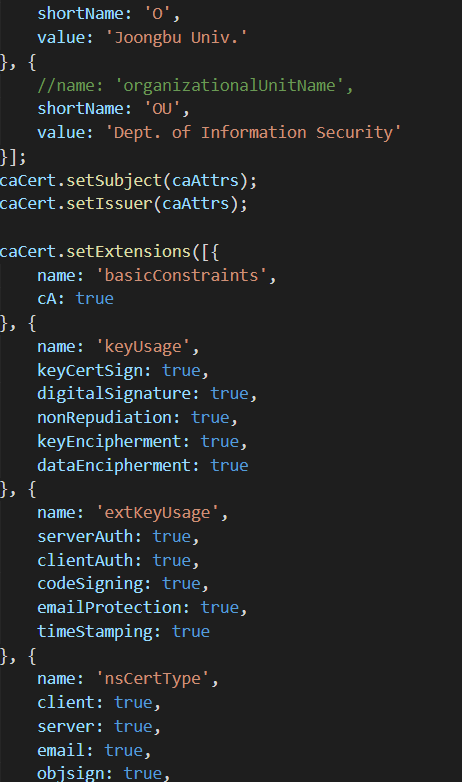 shortName: 'O',
value: 'Joongbu Univ.'
}, {
//name: 'organizationalUnitName',
shortName: 'OU',
value: 'Dept. of Information Security'
}];
caCert.setSubject(caAttrs);
caCert.setIssuer(caAttrs);
caCert.setExtensions([{
name: 'basicConstraints',
cA: true
}, {
name: 'keyUsage',
keyCertSign: true,
digitalSignature: true,
nonRepudiation: true,
keyEncipherment: true,
dataEncipherment: true
}, {
name: 'extKeyUsage',
serverAuth: true,
clientAuth: true,
codeSigning: true,
emailProtection: true,
timeStamping: true
}, {
name: 'nsCertType',
client: true,
server: true,
email: true,
objsign: true,